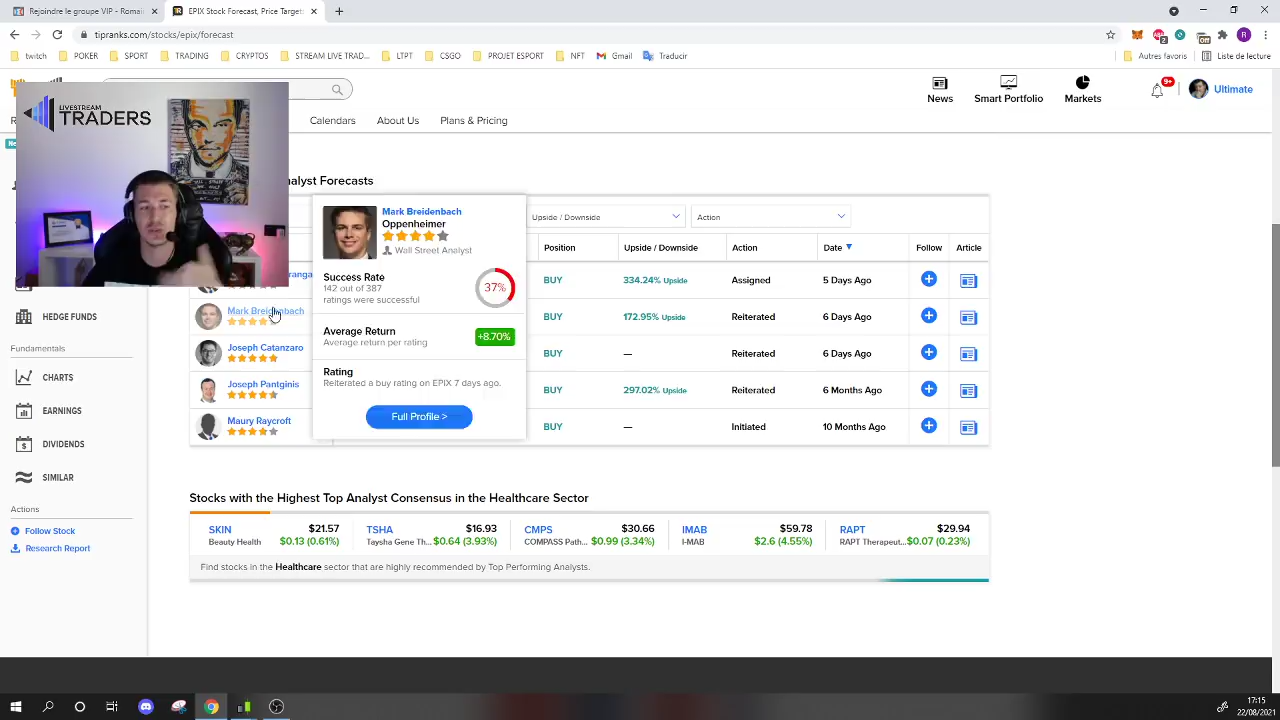 Rejoindre le groupe VIP - Romai
EPIX Stock Forecast, Price Target
tipranks.com/stocks/epix/forecast
twitch
POKER
SPORT
TRADING
CRYPTOS
STREAM LIVE TRAD...
LTPT
CSGO
PROJET ESPORT
NFT
Gmail
Traducir
Autres favoris
Liste de lecture
News
Smart Portfolio
Markets
9+
Ultimate
Calendars
About Us
Plans & Pricing
LIVESTREAM
TRADERS
nalyst Forecasts
Upside / Downside
Action
Position
Upside / Downside
Action
Date
Follow
Article
BUY
334.24% Upside
Assigned
5 Days Ago
Mark Breidenbach
BUY
172.95% Upside
Reiterated
6 Days Ago
Joseph Catanzaro
BUY
—
Reiterated
6 Days Ago
Joseph Pantginis
BUY
297.02% Upside
Reiterated
6 Months Ago
Maury Raycroft
BUY
—
Initiated
10 Months Ago
Mark Breidenbach
Oppenheimer
Wall Street Analyst
Success Rate
142 out of 387
ratings were successful
37%
Average Return
Average return per rating
+8.70%
Rating
Reiterated a buy rating on EPIX 7 days ago.
Full Profile >
HEDGE FUNDS
Fundamentals
CHARTS
EARNINGS
DIVIDENDS
SIMILAR
Actions
Follow Stock
Research Report
Stocks with the Highest Top Analyst Consensus in the Healthcare Sector
SKIN
$21.57
Beauty Health
$0.13 (0.61%)
TSHA
$16.93
Taysha Gene Th...
$0.64 (3.93%)
CMPS
$30.66
COMPASS Path...
$0.99 (3.34%)
IMAB
$59.78
I-MAB
$2.6 (4.55%)
RAPT
$29.94
RAPT Therapeut...
$0.07 (0.23%)
Find stocks in the Healthcare sector that are highly recommended by Top Performing Analysts.
17:15
22/08/2021